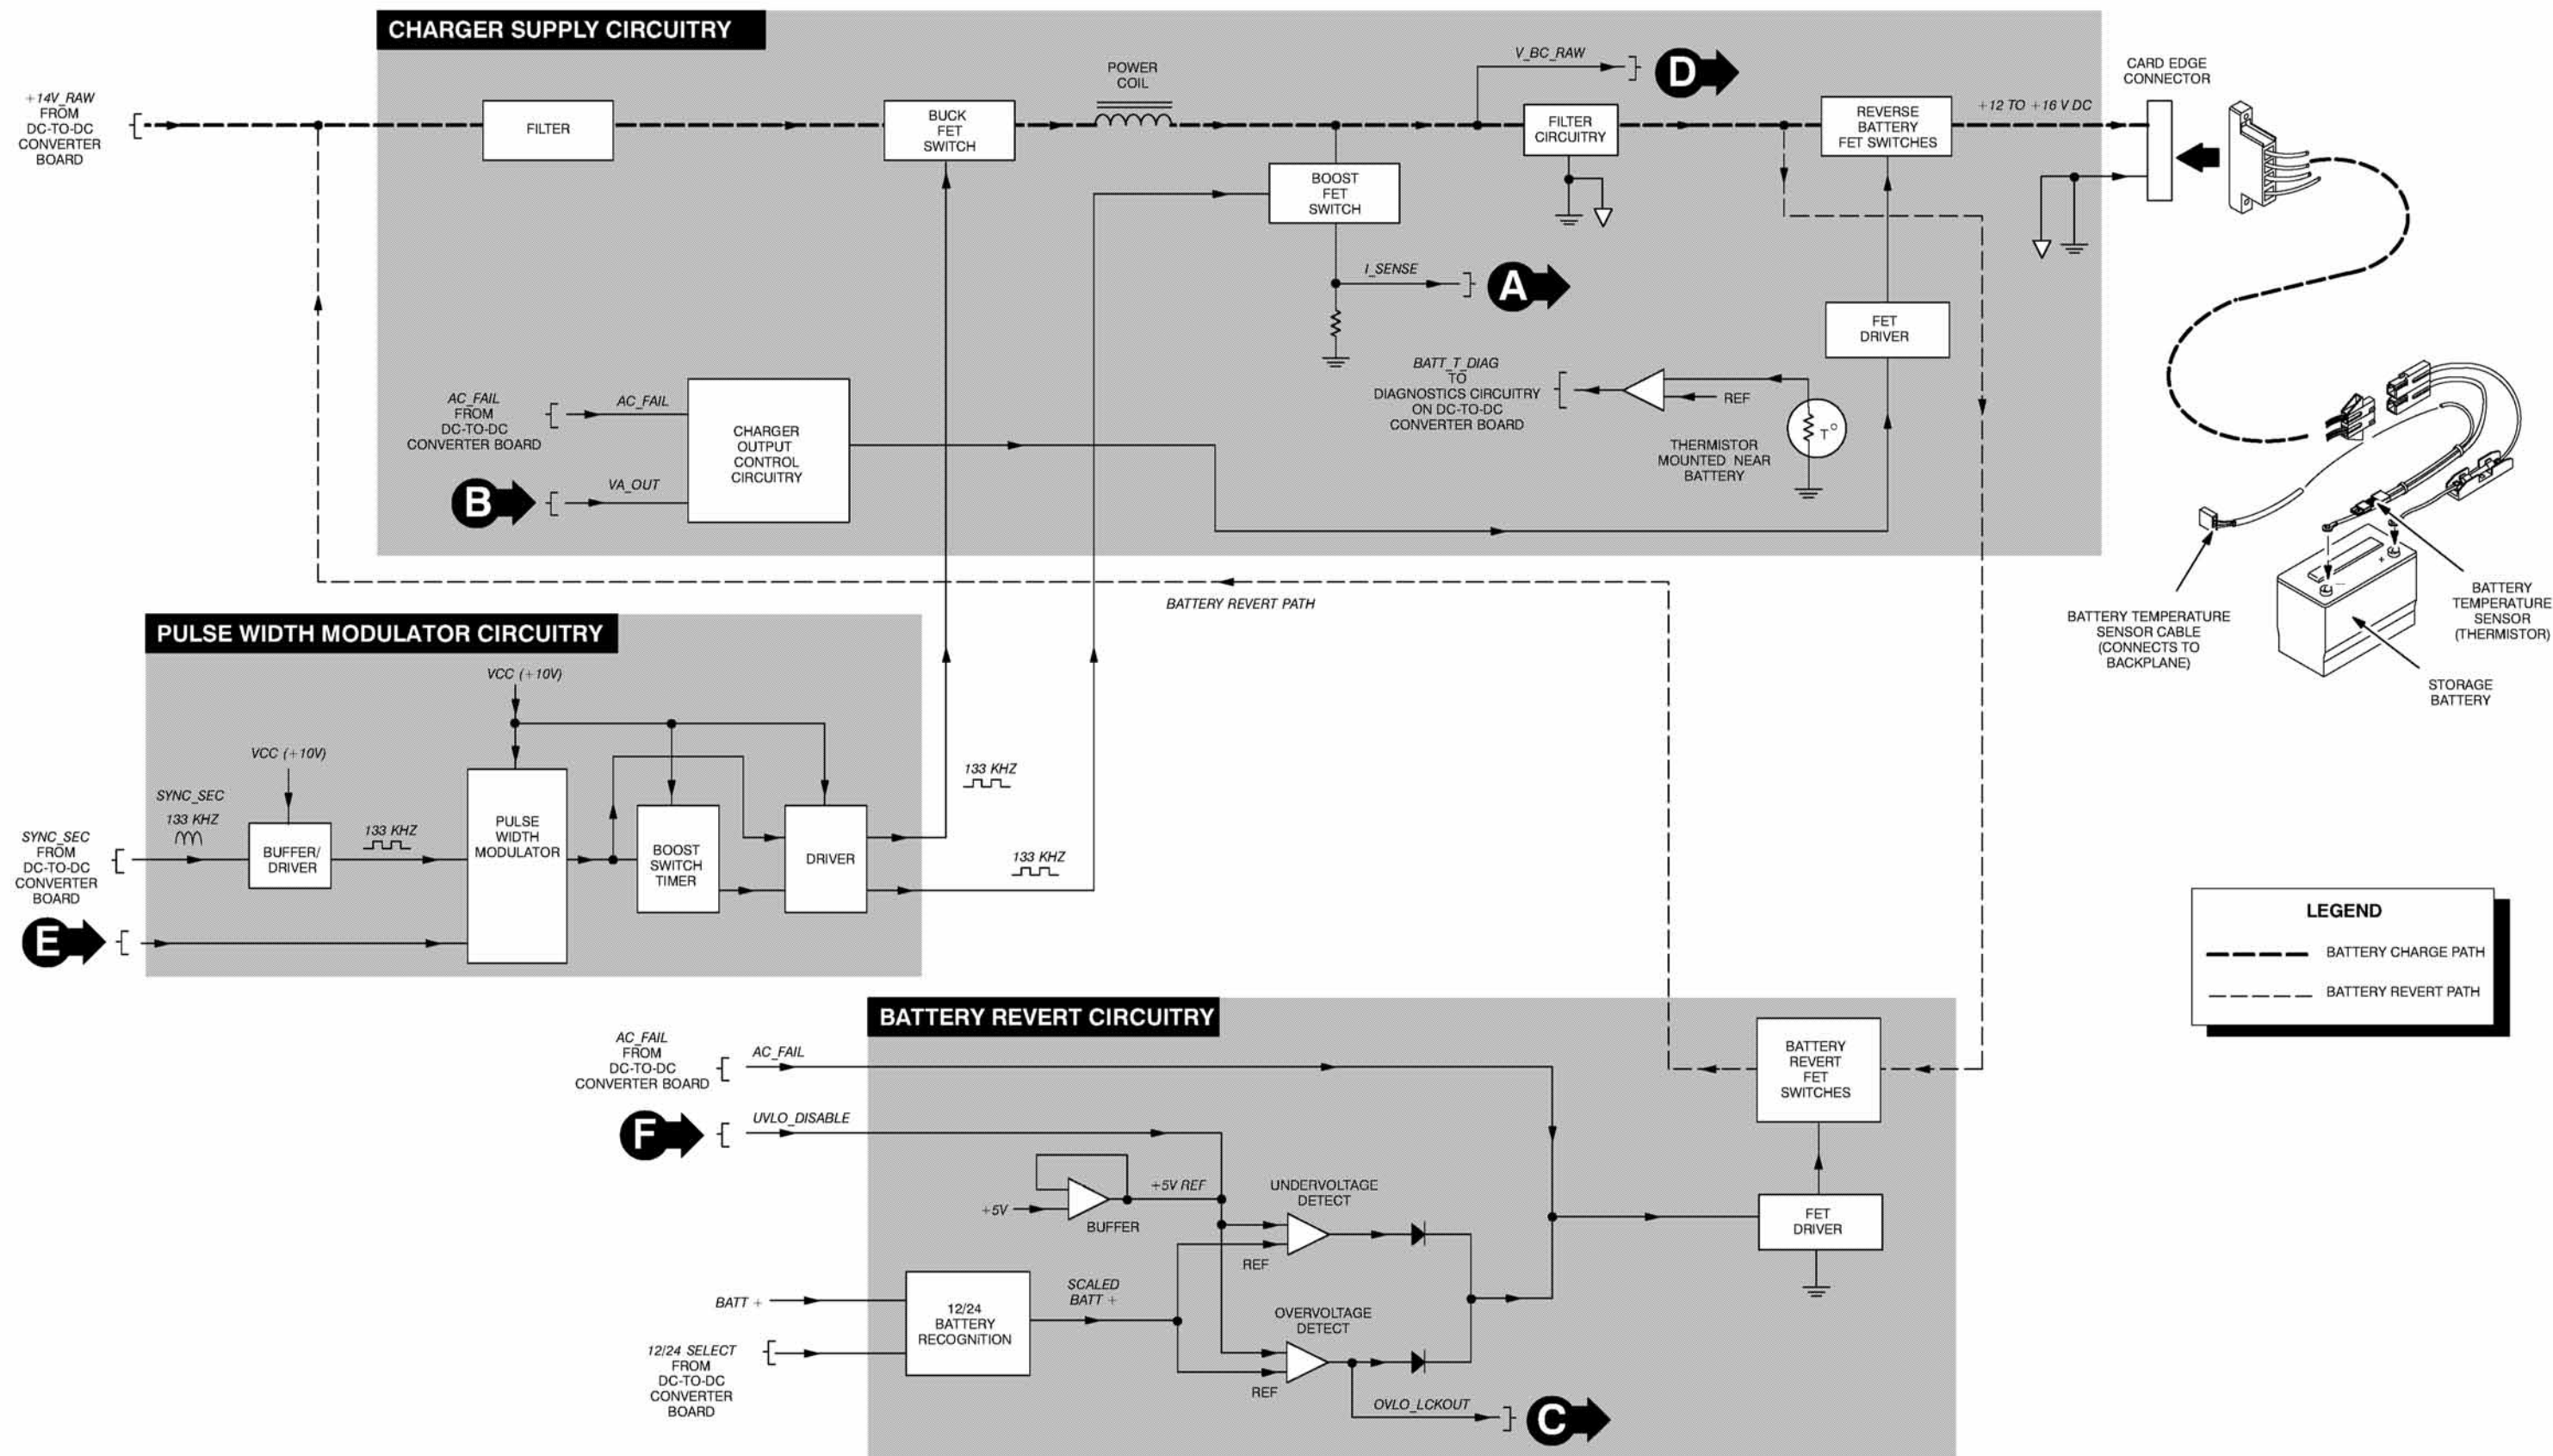 CHARGER SUPPLY CIRCUITRY
+14V_RAW
FROM
DC-TO-DC
CONVERTER
BOARD
FILTER
BUCK
FET
SWITCH
POWER
COIL
V_BC_RAW
D
FILTER
CIRCUITRY
REVERSE
BATTERY
FET SWITCHES
+12 TO +16 V DC
CARD EDGE
CONNECTOR
BOOST
FET
SWITCH
I_SENSE
A
FET
DRIVER
BATT_T_DIAG
TO
DIAGNOSTICS CIRCUITRY
ON DC-TO-DC
CONVERTER BOARD
REF
T°
THERMISTOR
MOUNTED NEAR
BATTERY
AC_FAIL
FROM
DC-TO-DC
CONVERTER BOARD
AC_FAIL
B
VA_OUT
CHARGER
OUTPUT
CONTROL
CIRCUITRY
BATTERY REVERT PATH
BATTERY TEMPERATURE
SENSOR CABLE
(CONNECTS TO
BACKPLANE)
BATTERY
TEMPERATURE
SENSOR
(THERMISTOR)
STORAGE
BATTERY
+
−
PULSE WIDTH MODULATOR CIRCUITRY
VCC (+10V)
VCC (+10V)
SYNC_SEC
133 KHZ
SYNC_SEC
FROM
DC-TO-DC
CONVERTER
BOARD
E
BUFFER/
DRIVER
133 KHZ
PULSE
WIDTH
MODULATOR
BOOST
SWITCH
TIMER
DRIVER
133 KHZ
133 KHZ
LEGEND
BATTERY CHARGE PATH
BATTERY REVERT PATH
BATTERY REVERT CIRCUITRY
AC_FAIL
FROM
DC-TO-DC
CONVERTER BOARD
AC_FAIL
F
UVLO_DISABLE
+5V
BUFFER
+5V REF
UNDERVOLTAGE
DETECT
REF
BATTERY
REVERT
FET
SWITCHES
FET
DRIVER
BATT +
12/24 SELECT
FROM
DC-TO-DC
CONVERTER
BOARD
12/24
BATTERY
RECOGNITION
SCALED
BATT +
OVERVOLTAGE
DETECT
REF
OVLO_LCKOUT
C